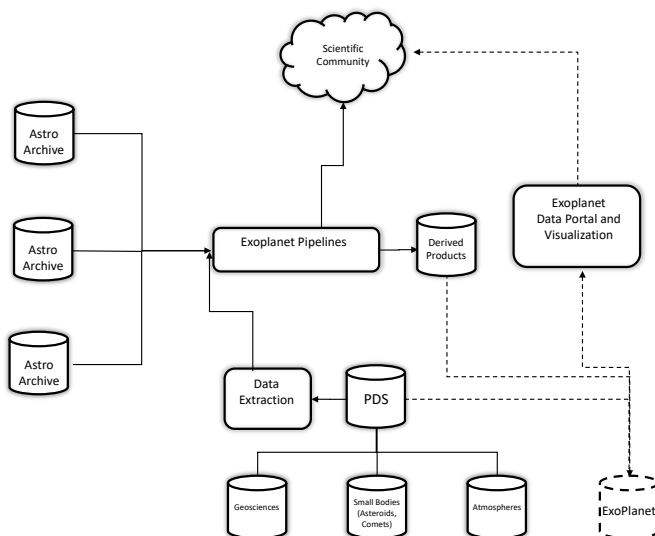 Scientific
Community
Astro
Archive
Astro
Archive
Exoplanet Pipelines
Derived
Products
Exoplanet
Data Portal and
Visualization
Astro
Archive
Data
Extraction
PDS
Geosciences
Small Bodies
(Asteroids,
Comets)
Atmospheres
ExoPlanet